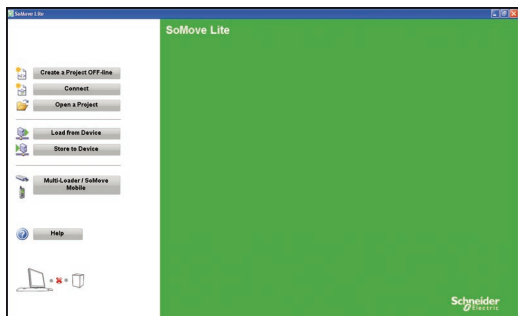 SoMove Lite
SoMove Lite
Create a Project OFF-line
Connect
Open a Project
Load from Device
Store to Device
Multi-Loader / SoMove
Mobile
Help
Schneider
Electric